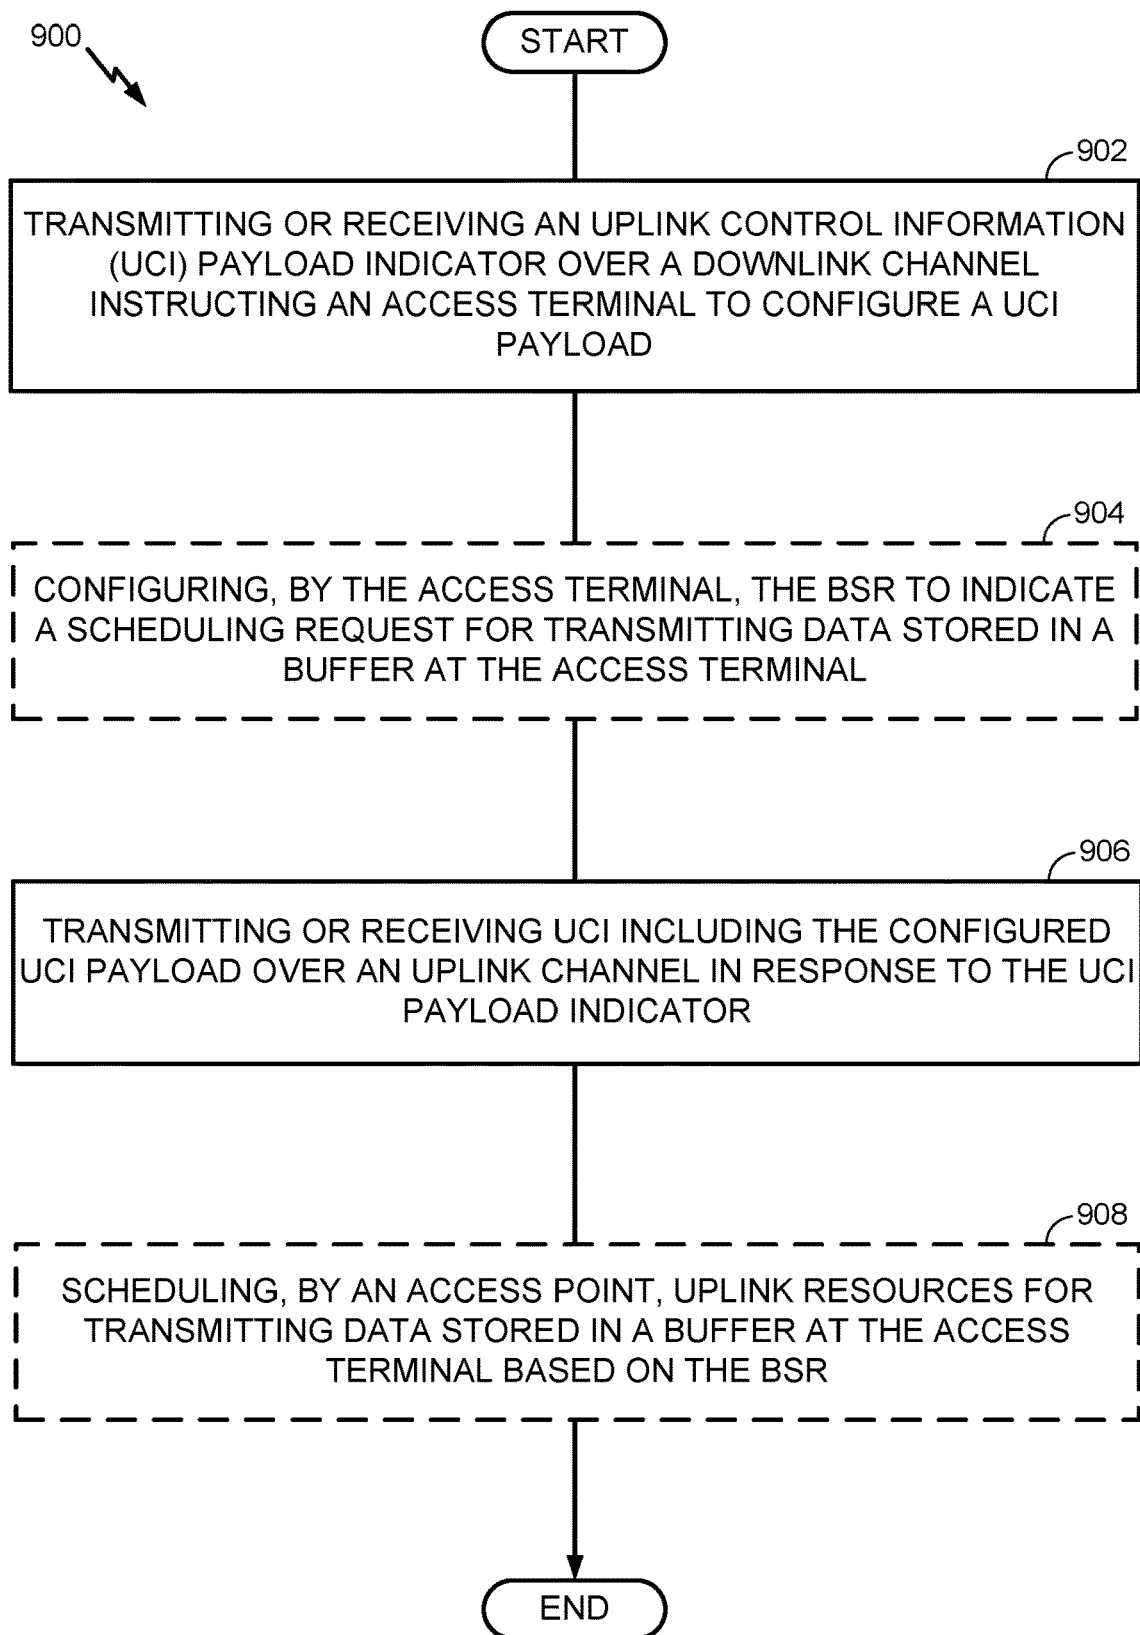 900
START
902
TRANSMITTING OR RECEIVING AN UPLINK CONTROL INFORMATION
(UCI) PAYLOAD INDICATOR OVER A DOWNLINK CHANNEL
INSTRUCTING AN ACCESS TERMINAL TO CONFIGURE A UCI
PAYLOAD
904
CONFIGURING, BY THE ACCESS TERMINAL, THE BSR TO INDICATE
A SCHEDULING REQUEST FOR TRANSMITTING DATA STORED IN A
BUFFER AT THE ACCESS TERMINAL
906
TRANSMITTING OR RECEIVING UCI INCLUDING THE CONFIGURED
UCI PAYLOAD OVER AN UPLINK CHANNEL IN RESPONSE TO THE UCI
PAYLOAD INDICATOR
908
SCHEDULING, BY AN ACCESS POINT, UPLINK RESOURCES FOR
TRANSMITTING DATA STORED IN A BUFFER AT THE ACCESS
TERMINAL BASED ON THE BSR
END